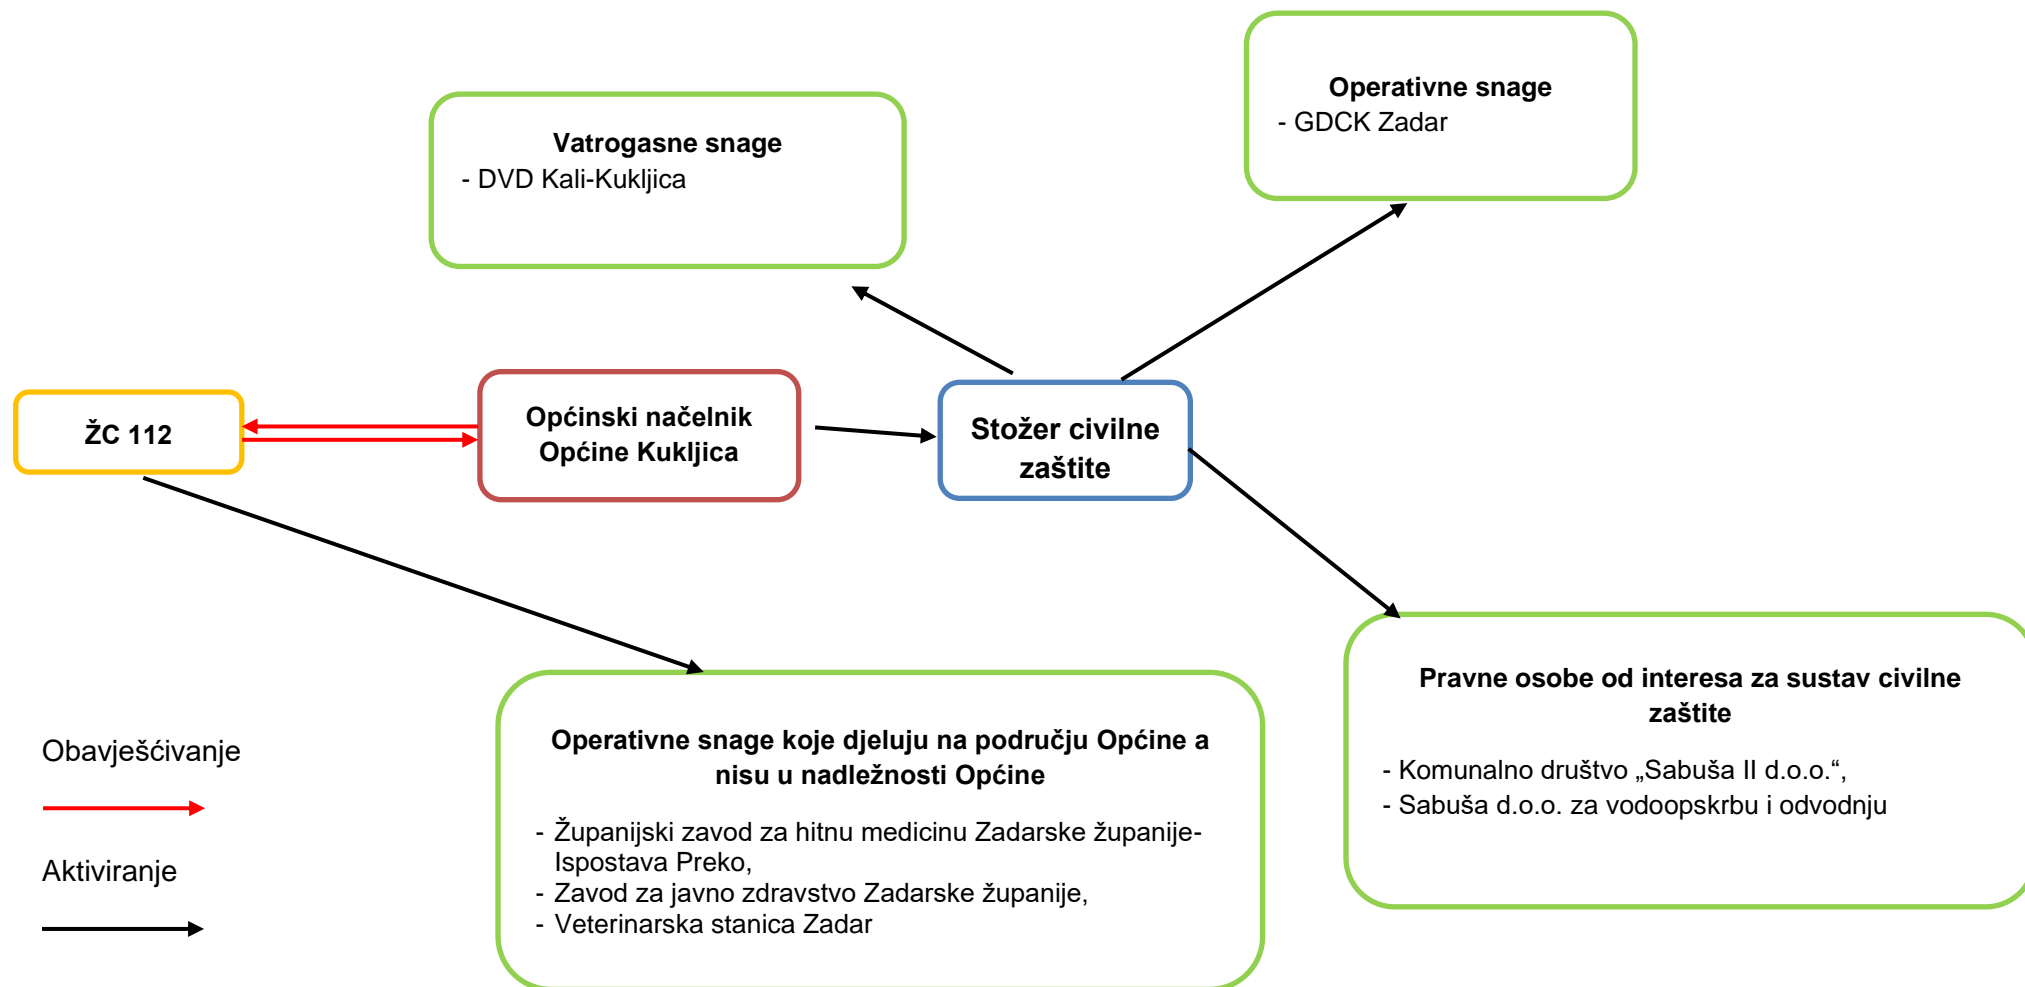 Operativne snage
- GDCK Zadar
Vatrogasne snage
- DVD Kali-Kukljica
ŽC 112
Općinski načelnik
Općine Kukljica
Stožer civilne
zaštite
Pravne osobe od interesa za sustav civilne
zaštite
- Komunalno društvo „Sabuša II d.o.o.“,
- Sabuša d.o.o. za vodoopskrbu i odvodnju
Operativne snage koje djeluju na području Općine a
nisu u nadležnosti Općine
- Županijski zavod za hitnu medicinu Zadarske županije-
Ispostava Preko,
- Zavod za javno zdravstvo Zadarske županije,
- Veterinarska stanica Zadar
Obavješćivanje
Aktiviranje